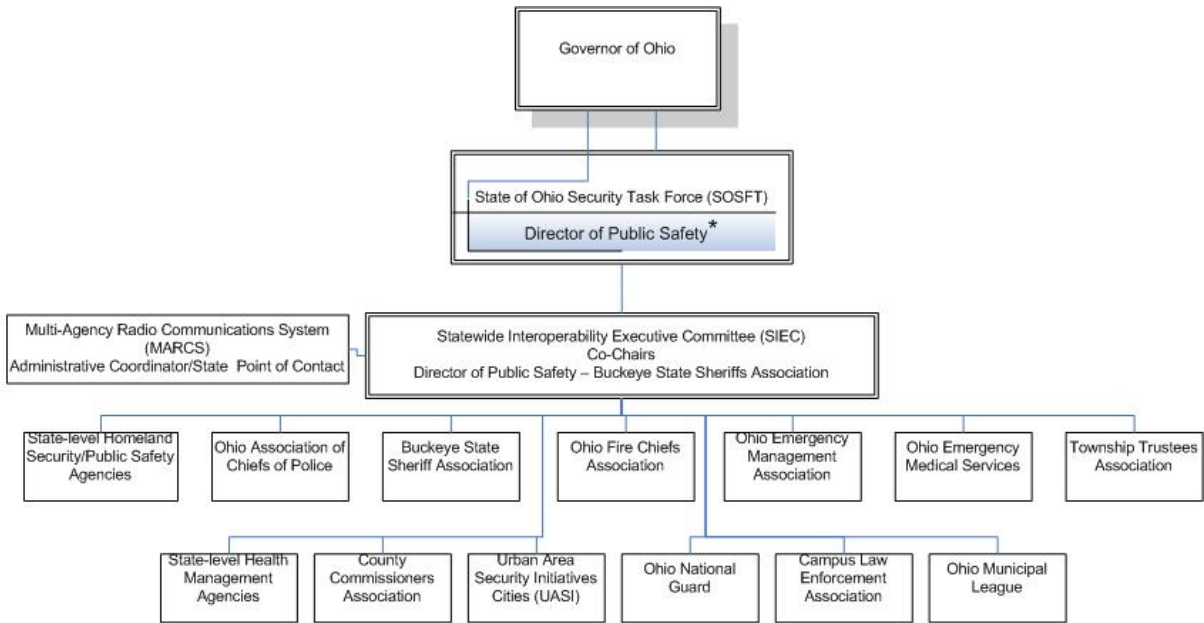 Governor of Ohio
State of Ohio Security Task Force (SOSFT)
Director of Public Safety*
Multi-Agency Radio Communications System
(MARCS)
Administrative Coordinator/State Point of Contact
Statewide Interoperability Executive Committee (SIEC)
Co-Chairs
Director of Public Safety – Buckeye State Sheriffs Association
State-level Homeland
Security/Public Safety
Agencies
Ohio Association of
Chiefs of Police
Buckeye State
Sheriff Association
Ohio Fire Chiefs
Association
Ohio Emergency
Management
Association
Ohio Emergency
Medical Services
Township Trustees
Association
State-level Health
Management
Agencies
County
Commissioners
Association
Urban Area
Security Initiatives
Cities (UASI)
Ohio National
Guard
Campus Law
Enforcement
Association
Ohio Municipal
League